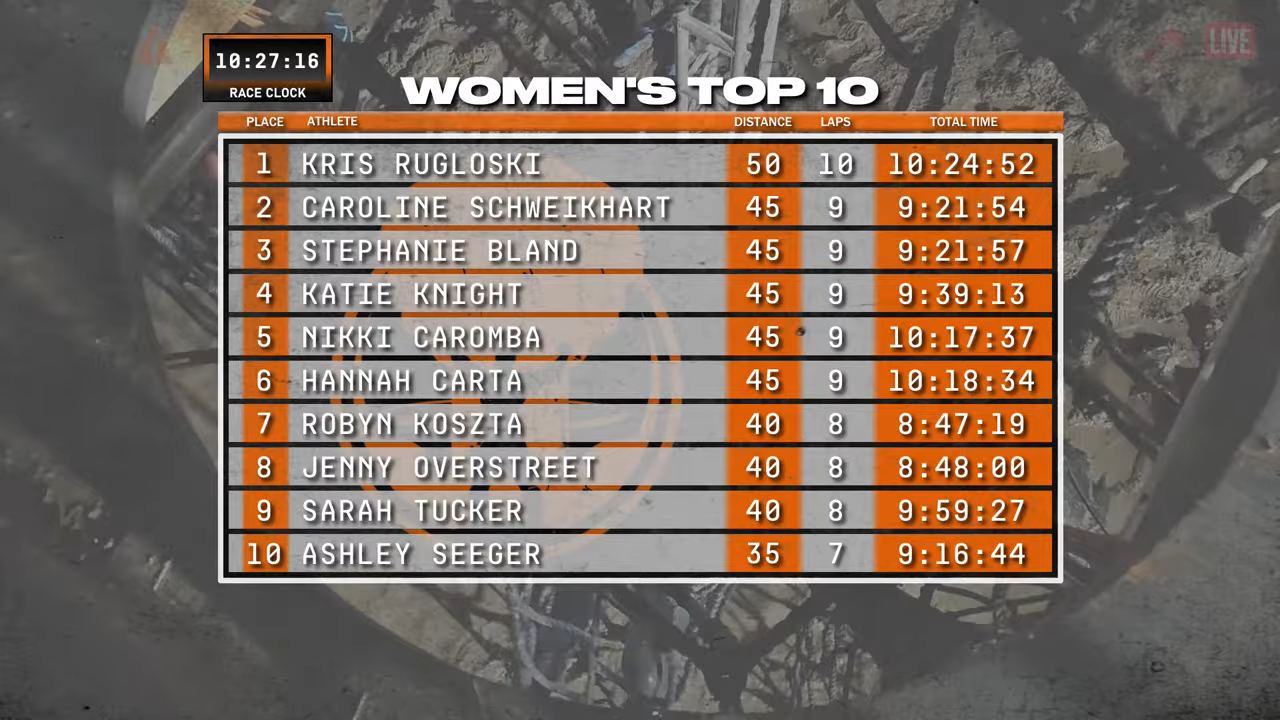 LIVE
10:27:16
RACE CLOCK
WOMEN'S TOP 10
PLACE ATHLETE DISTANCE LAPS TOTAL TIME
1 KRIS RUGLOSKI 50 10 10:24:52
2 CAROLINE SCHWEIKHART 45 9 9:21:54
3 STEPHANIE BLAND 45 9 9:21:57
4 KATIE KNIGHT 45 9 9:39:13
5 NIKKI CAROMBA 45 9 10:17:37
6 HANNAH CARTA 45 9 10:18:34
7 ROBYN KOSZTA 40 8 8:47:19
8 JENNY OVERSTREET 40 8 8:48:00
9 SARAH TUCKER 40 8 9:59:27
10 ASHLEY SEEGER 35 7 9:16:44